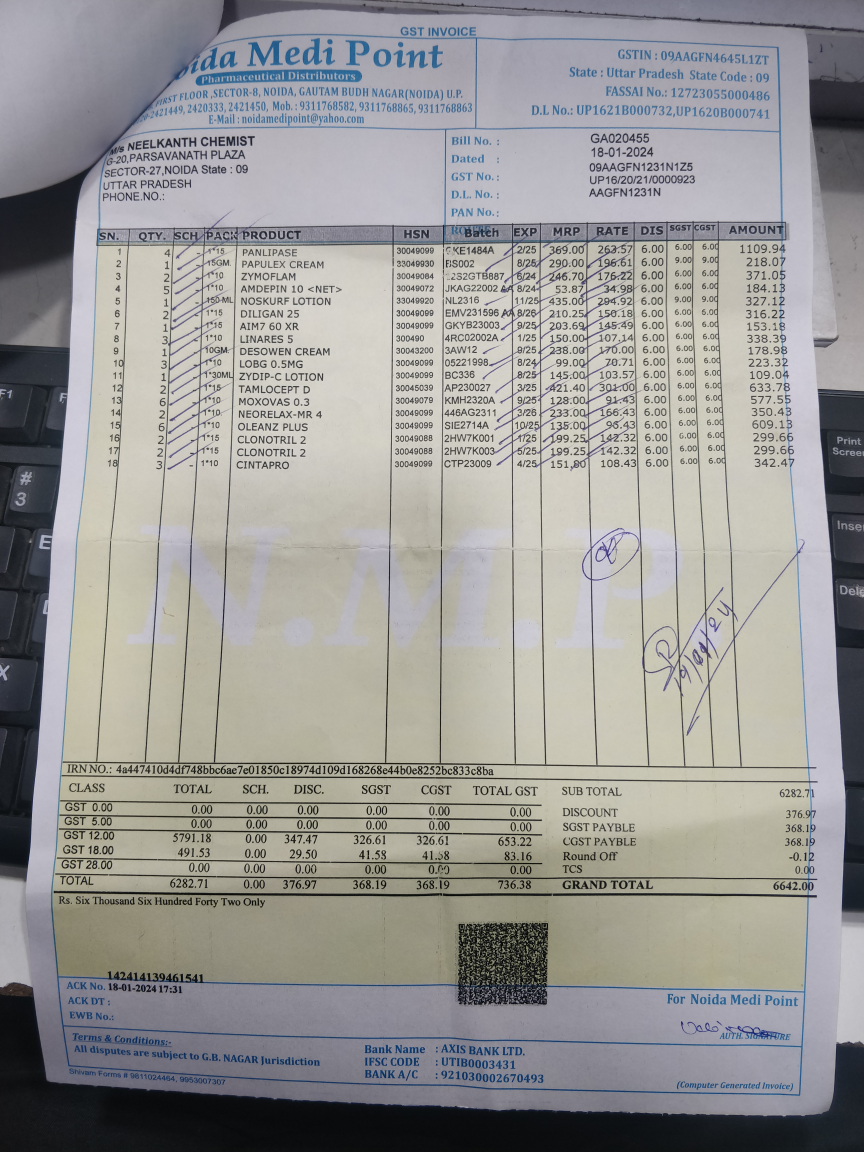 GST INVOICE
Noida Medi Point
Pharmaceutical Distributors
FIRST FLOOR ,SECTOR-8, NOIDA, GAUTAM BUDH NAGAR(NOIDA) U.P.
2421449, 2420333, 2421450, Mob. : 9311768582, 9311768865, 9311768863
E-Mail : noidamedipoint@yahoo.com
GSTIN : 09AAGFN4645L1ZT
State : Uttar Pradesh State Code : 09
FASSAI No.: 12723055000486
D.L No.: UP1621B000732,UP1620B000741
M/s NEELKANTH CHEMIST
G-20,PARSAVANATH PLAZA
SECTOR-27,NOIDA State : 09
UTTAR PRADESH
PHONE.NO.:
Bill No. : GA020455
Dated : 18-01-2024
GST No. : 09AAGFN1231N1Z5
D.L. No. : UP16/20/21/0000923
PAN No. : AAGFN1231N
SN. QTY. SCH PACK PRODUCT HSN Batch EXP MRP RATE DIS SGST CGST AMOUNT
1 4 - 1*15 PANLIPASE 30049099 KE1484A 2/25 369.00 263.57 6.00 6.00 6.00 1109.94
2 1 - 15GM. PAPULEX CREAM 33049930 ES002 8/25 290.00 196.61 6.00 9.00 9.00 218.07
3 2 - 1*10 ZYMOFLAM 30049084 2S2GTB887 6/24 246.70 176.22 6.00 6.00 6.00 371.05
4 5 - 1*10 AMDEPIN 10 <NET> 30049072 JKAG22002 AA 8/24 53.87 34.98 6.00 6.00 6.00 184.13
5 1 - 150 ML NOSKURF LOTION 30049920 NL2316 11/25 435.00 294.92 6.00 9.00 9.00 327.12
6 2 - 1*15 DILIGAN 25 30049099 EMV231596 AA 8/26 210.25 150.18 6.00 6.00 6.00 316.22
7 1 - 1*15 AIM7 60 XR 30049099 GKYB23003 9/25 203.69 145.49 6.00 6.00 6.00 153.18
8 3 - 1*10 LINARES 5 300490 4RC02002A 1/25 150.00 107.14 6.00 6.00 6.00 338.39
9 1 - 10GM. DESOWEN CREAM 30043200 3AW12 9/25 238.00 170.00 6.00 6.00 6.00 178.98
10 3 - 1*10 LOBG 0.5MG 30049099 05221998 8/24 99.00 70.71 6.00 6.00 6.00 223.32
11 1 - 1*30ML ZYDIP-C LOTION 30049099 BC336 8/25 145.00 103.57 6.00 6.00 6.00 109.04
12 2 - 1*15 TAMLOCEPT D 30045039 AP230027 3/25 421.40 301.00 6.00 6.00 6.00 633.78
13 6 - 1*10 MOXOVAS 0.3 30049079 KMH2320A 9/25 128.00 91.43 6.00 6.00 6.00 577.55
14 2 - 1*10 NEORELAX-MR 4 30049099 446AG2311 3/26 233.00 166.43 6.00 6.00 6.00 350.43
15 6 - 1*10 OLEANZ PLUS 30049099 SIE2714A 10/25 135.00 96.43 6.00 6.00 6.00 609.13
16 2 - 1*15 CLONOTRIL 2 30049088 2HW7K001 1/25 199.25 142.32 6.00 6.00 6.00 299.66
17 2 - 1*15 CLONOTRIL 2 30049088 2HW7K003 5/25 199.25 142.32 6.00 6.00 6.00 299.66
18 3 - 1*10 CINTAPRO 30049099 CTP23009 4/25 151.80 108.43 6.00 6.00 6.00 342.47
N.M.P
IRN NO.: 4a447410d4df748bbc6ae7e01850c18974d109d168268e44b0e8252bc833c8ba
CLASS TOTAL SCH. DISC. SGST CGST TOTAL GST
GST 0.00 0.00 0.00 0.00 0.00 0.00 0.00
GST 5.00 0.00 0.00 0.00 0.00 0.00 0.00
GST 12.00 5791.18 0.00 347.47 326.61 326.61 653.22
GST 18.00 491.53 0.00 29.50 41.58 41.58 83.16
GST 28.00 0.00 0.00 0.00 0.00 0.00 0.00
TOTAL 6282.71 0.00 376.97 368.19 368.19 736.38
SUB TOTAL 6282.71
DISCOUNT 376.97
SGST PAYBLE 368.19
CGST PAYBLE 368.19
Round Off -0.12
TCS 0.00
GRAND TOTAL 6642.00
Rs. Six Thousand Six Hundred Forty Two Only
142414139461541
ACK No. 18-01-2024 17:31
ACK DT :
EWB No.:
For Noida Medi Point
AUTH. SIGNATURE
Terms & Conditions:-
All disputes are subject to G.B. NAGAR Jurisdiction
Bank Name : AXIS BANK LTD.
IFSC CODE : UTIB0003431
BANK A/C : 921030002670493
Shivam Forms # 9811024464, 9953007307
(Computer Generated Invoice)
F1
#
3
E
X
Print
Screen
Inse
Dele